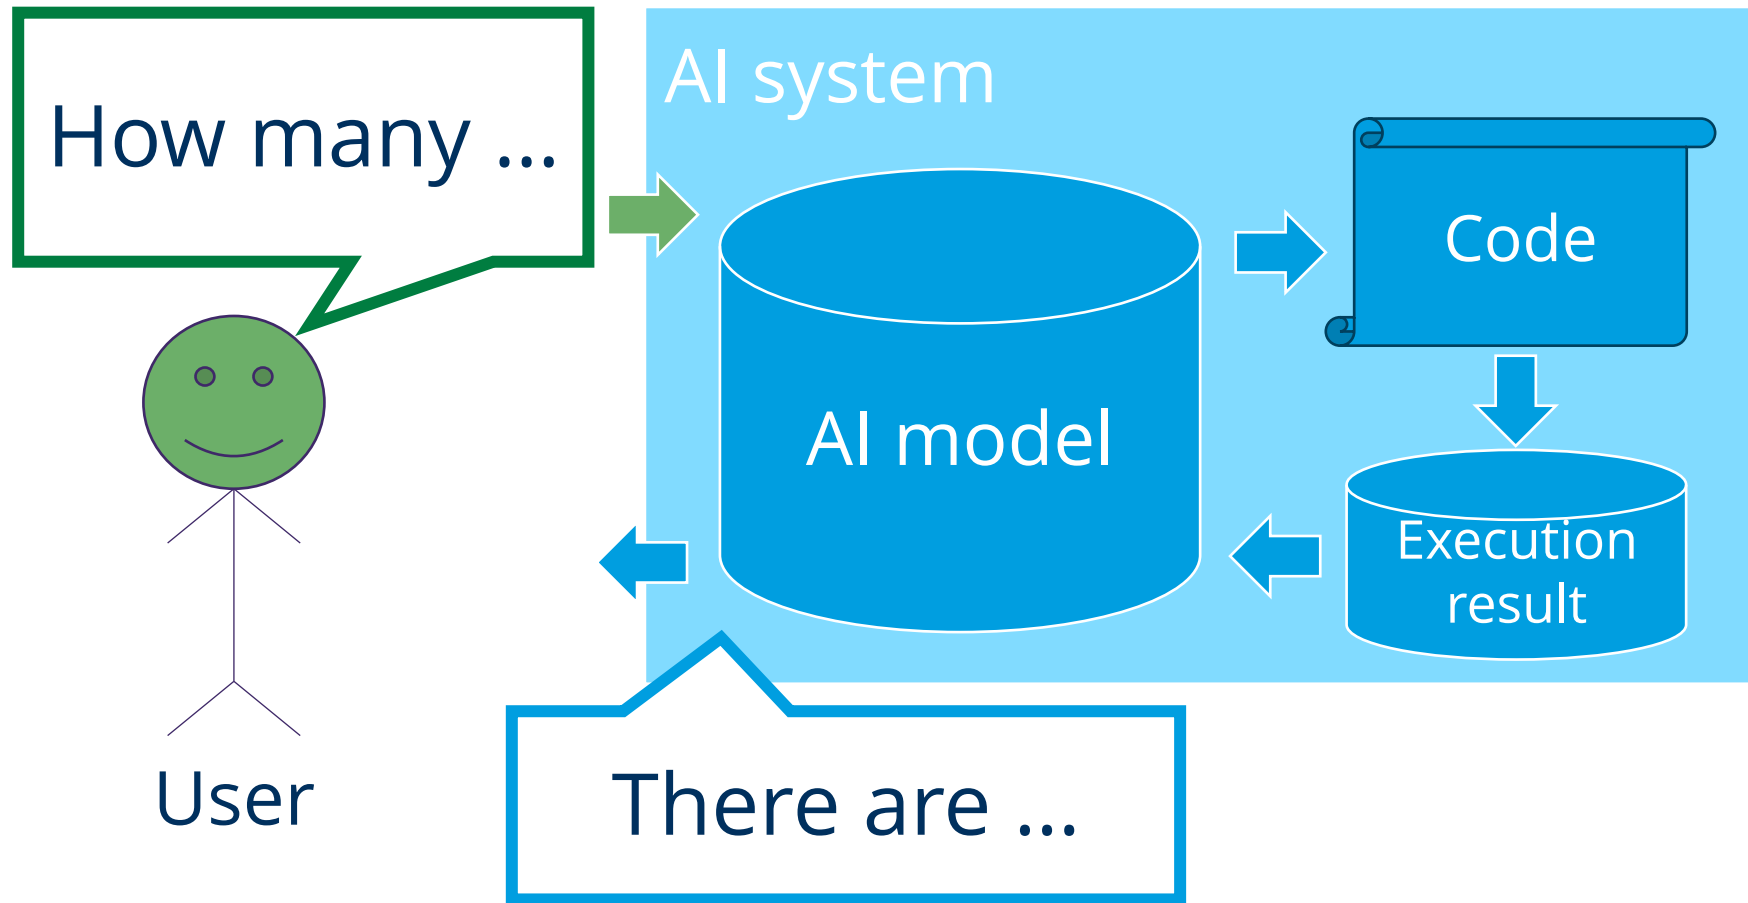 How many ...
AI system
Code
AI model
Execution
result
User
There are ...